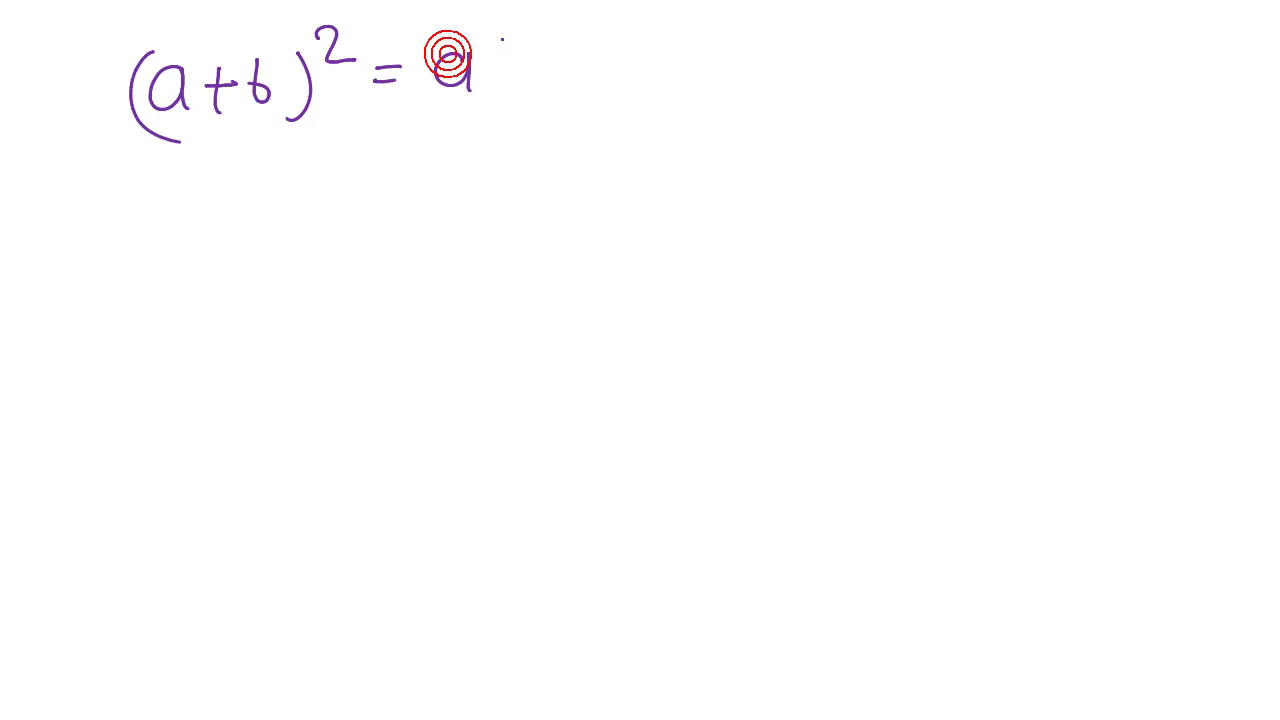 (a+b)² = a